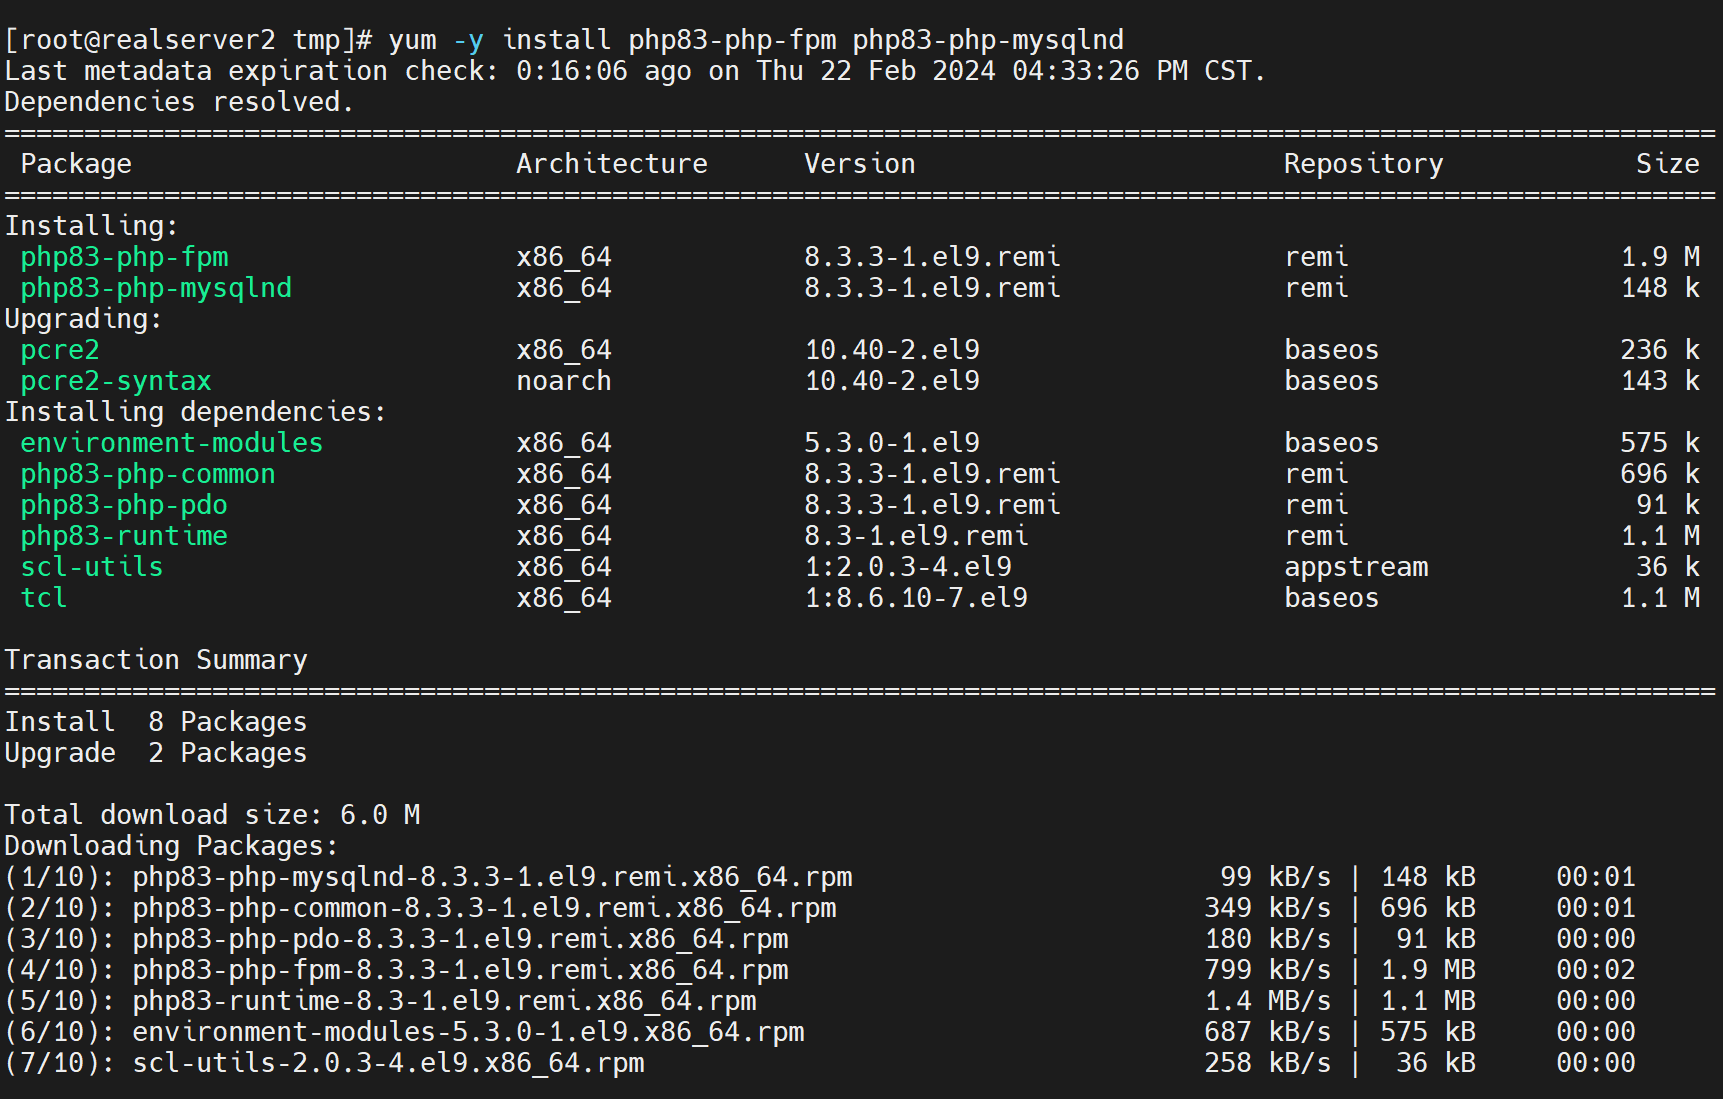 [root@realserver2 tmp]# yum -y install php83-php-fpm php83-php-mysqlnd
Last metadata expiration check: 0:16:06 ago on Thu 22 Feb 2024 04:33:26 PM CST.
Dependencies resolved.
===========================================================================================================
 Package                        Architecture      Version                       Repository            Size
===========================================================================================================
Installing:
 php83-php-fpm                  x86_64            8.3.3-1.el9.remi              remi                 1.9 M
 php83-php-mysqlnd              x86_64            8.3.3-1.el9.remi              remi                 148 k
Upgrading:
 pcre2                          x86_64            10.40-2.el9                   baseos               236 k
 pcre2-syntax                   noarch            10.40-2.el9                   baseos               143 k
Installing dependencies:
 environment-modules            x86_64            5.3.0-1.el9                   baseos               575 k
 php83-php-common               x86_64            8.3.3-1.el9.remi              remi                 696 k
 php83-php-pdo                  x86_64            8.3.3-1.el9.remi              remi                  91 k
 php83-runtime                  x86_64            8.3-1.el9.remi                remi                 1.1 M
 scl-utils                      x86_64            1:2.0.3-4.el9                 appstream             36 k
 tcl                            x86_64            1:8.6.10-7.el9                baseos               1.1 M

Transaction Summary
===========================================================================================================
Install  8 Packages
Upgrade  2 Packages

Total download size: 6.0 M
Downloading Packages:
(1/10): php83-php-mysqlnd-8.3.3-1.el9.remi.x86_64.rpm                       99 kB/s | 148 kB     00:01
(2/10): php83-php-common-8.3.3-1.el9.remi.x86_64.rpm                       349 kB/s | 696 kB     00:01
(3/10): php83-php-pdo-8.3.3-1.el9.remi.x86_64.rpm                          180 kB/s |  91 kB     00:00
(4/10): php83-php-fpm-8.3.3-1.el9.remi.x86_64.rpm                          799 kB/s | 1.9 MB     00:02
(5/10): php83-runtime-8.3-1.el9.remi.x86_64.rpm                            1.4 MB/s | 1.1 MB     00:00
(6/10): environment-modules-5.3.0-1.el9.x86_64.rpm                         687 kB/s | 575 kB     00:00
(7/10): scl-utils-2.0.3-4.el9.x86_64.rpm                                   258 kB/s |  36 kB     00:00